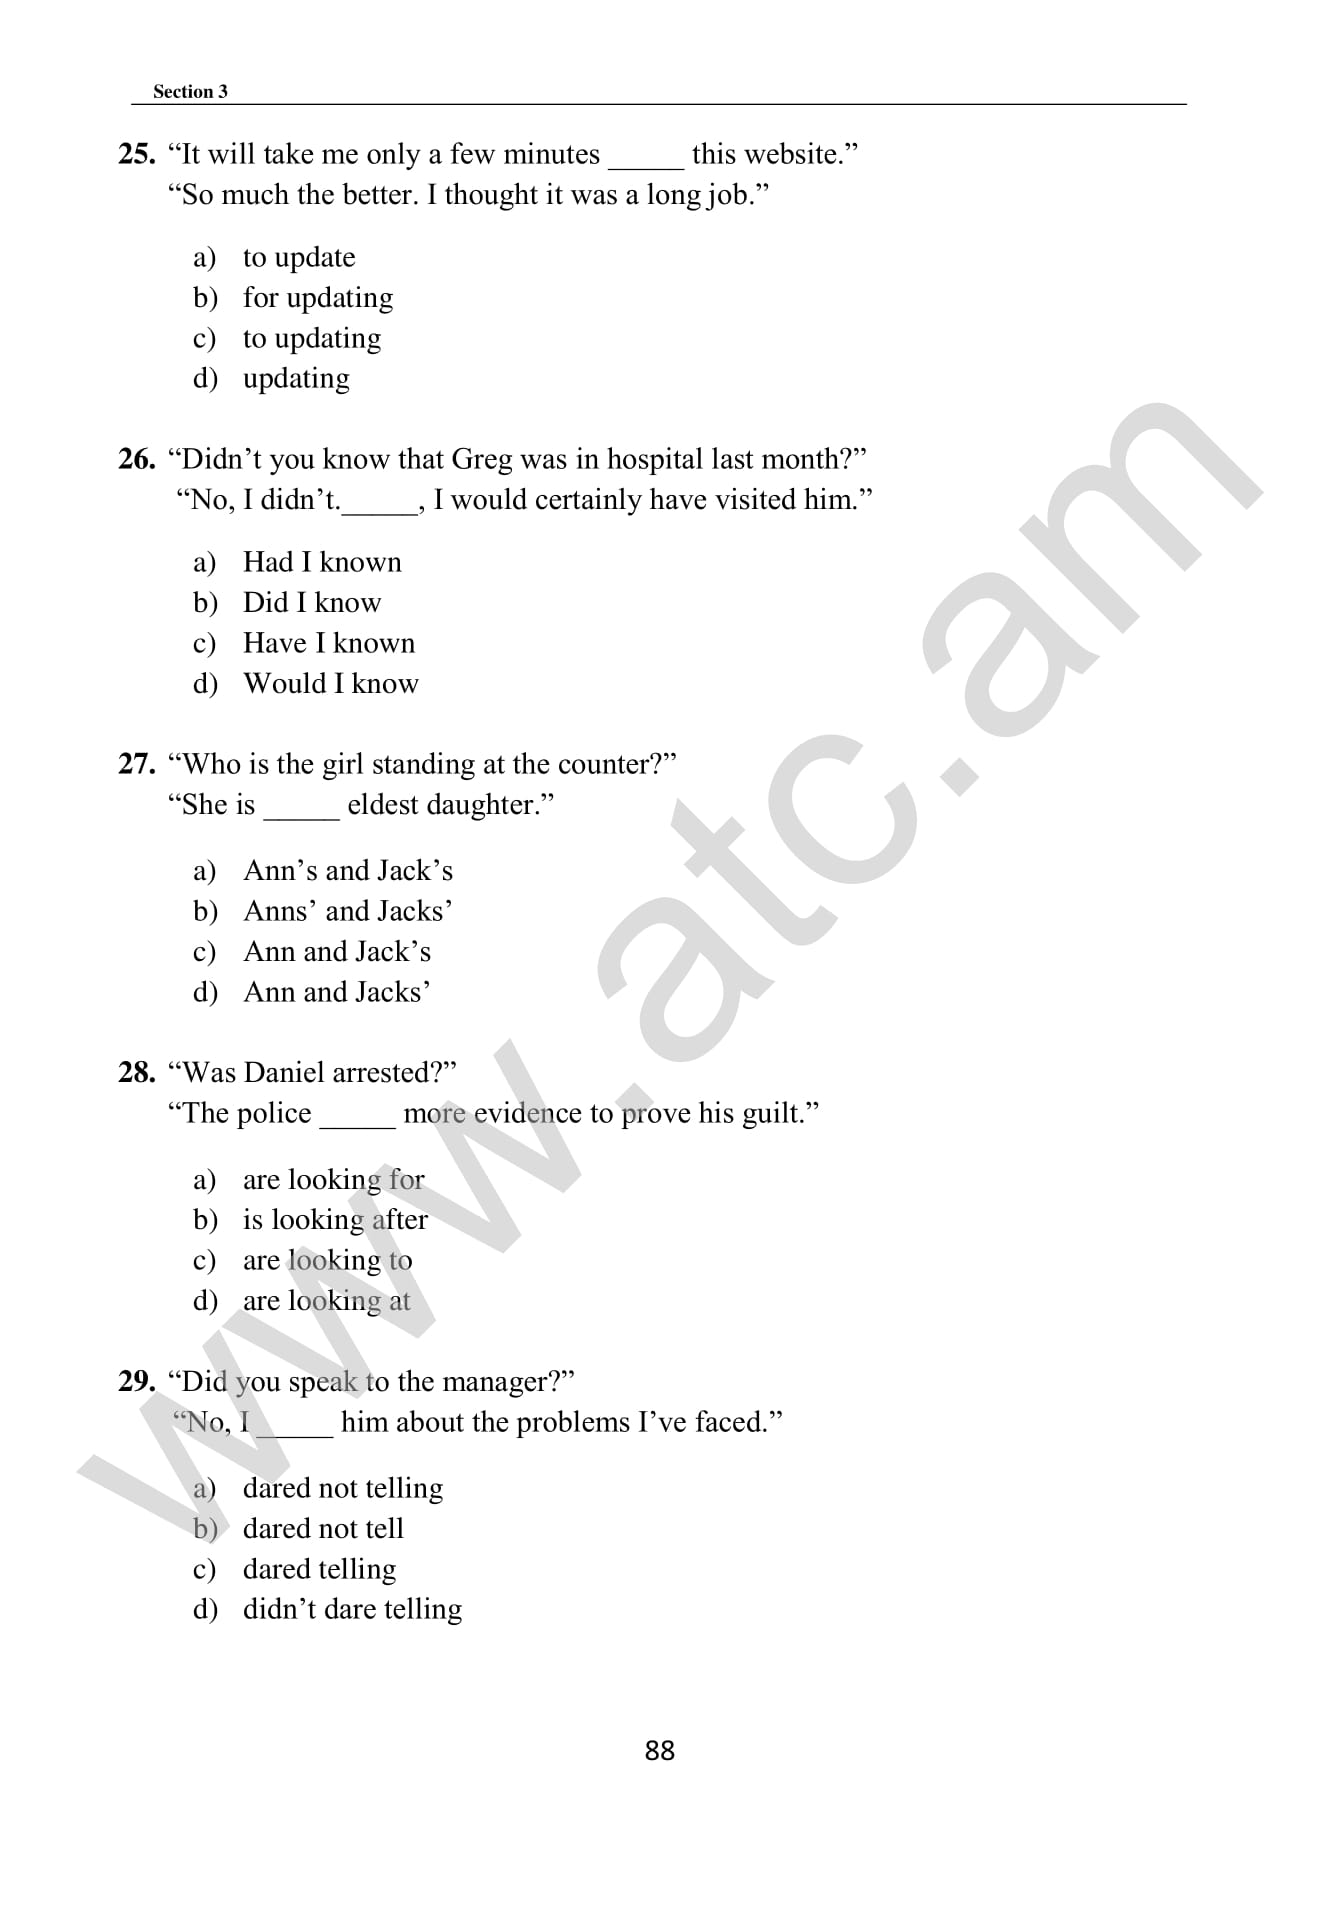 Section 3
25. “It will take me only a few minutes _____ this website.”
“So much the better. I thought it was a long job.”
a) to update
b) for updating
c) to updating
d) updating
26. “Didn’t you know that Greg was in hospital last month?”
“No, I didn’t._____, I would certainly have visited him.”
a) Had I known
b) Did I know
c) Have I known
d) Would I know
27. “Who is the girl standing at the counter?”
“She is _____ eldest daughter.”
a) Ann’s and Jack’s
b) Anns’ and Jacks’
c) Ann and Jack’s
d) Ann and Jacks’
28. “Was Daniel arrested?”
“The police _____ more evidence to prove his guilt.”
a) are looking for
b) is looking after
c) are looking to
d) are looking at
29. “Did you speak to the manager?”
“No, I _____ him about the problems I’ve faced.”
a) dared not telling
b) dared not tell
c) dared telling
d) didn’t dare telling
88
www.atc.am